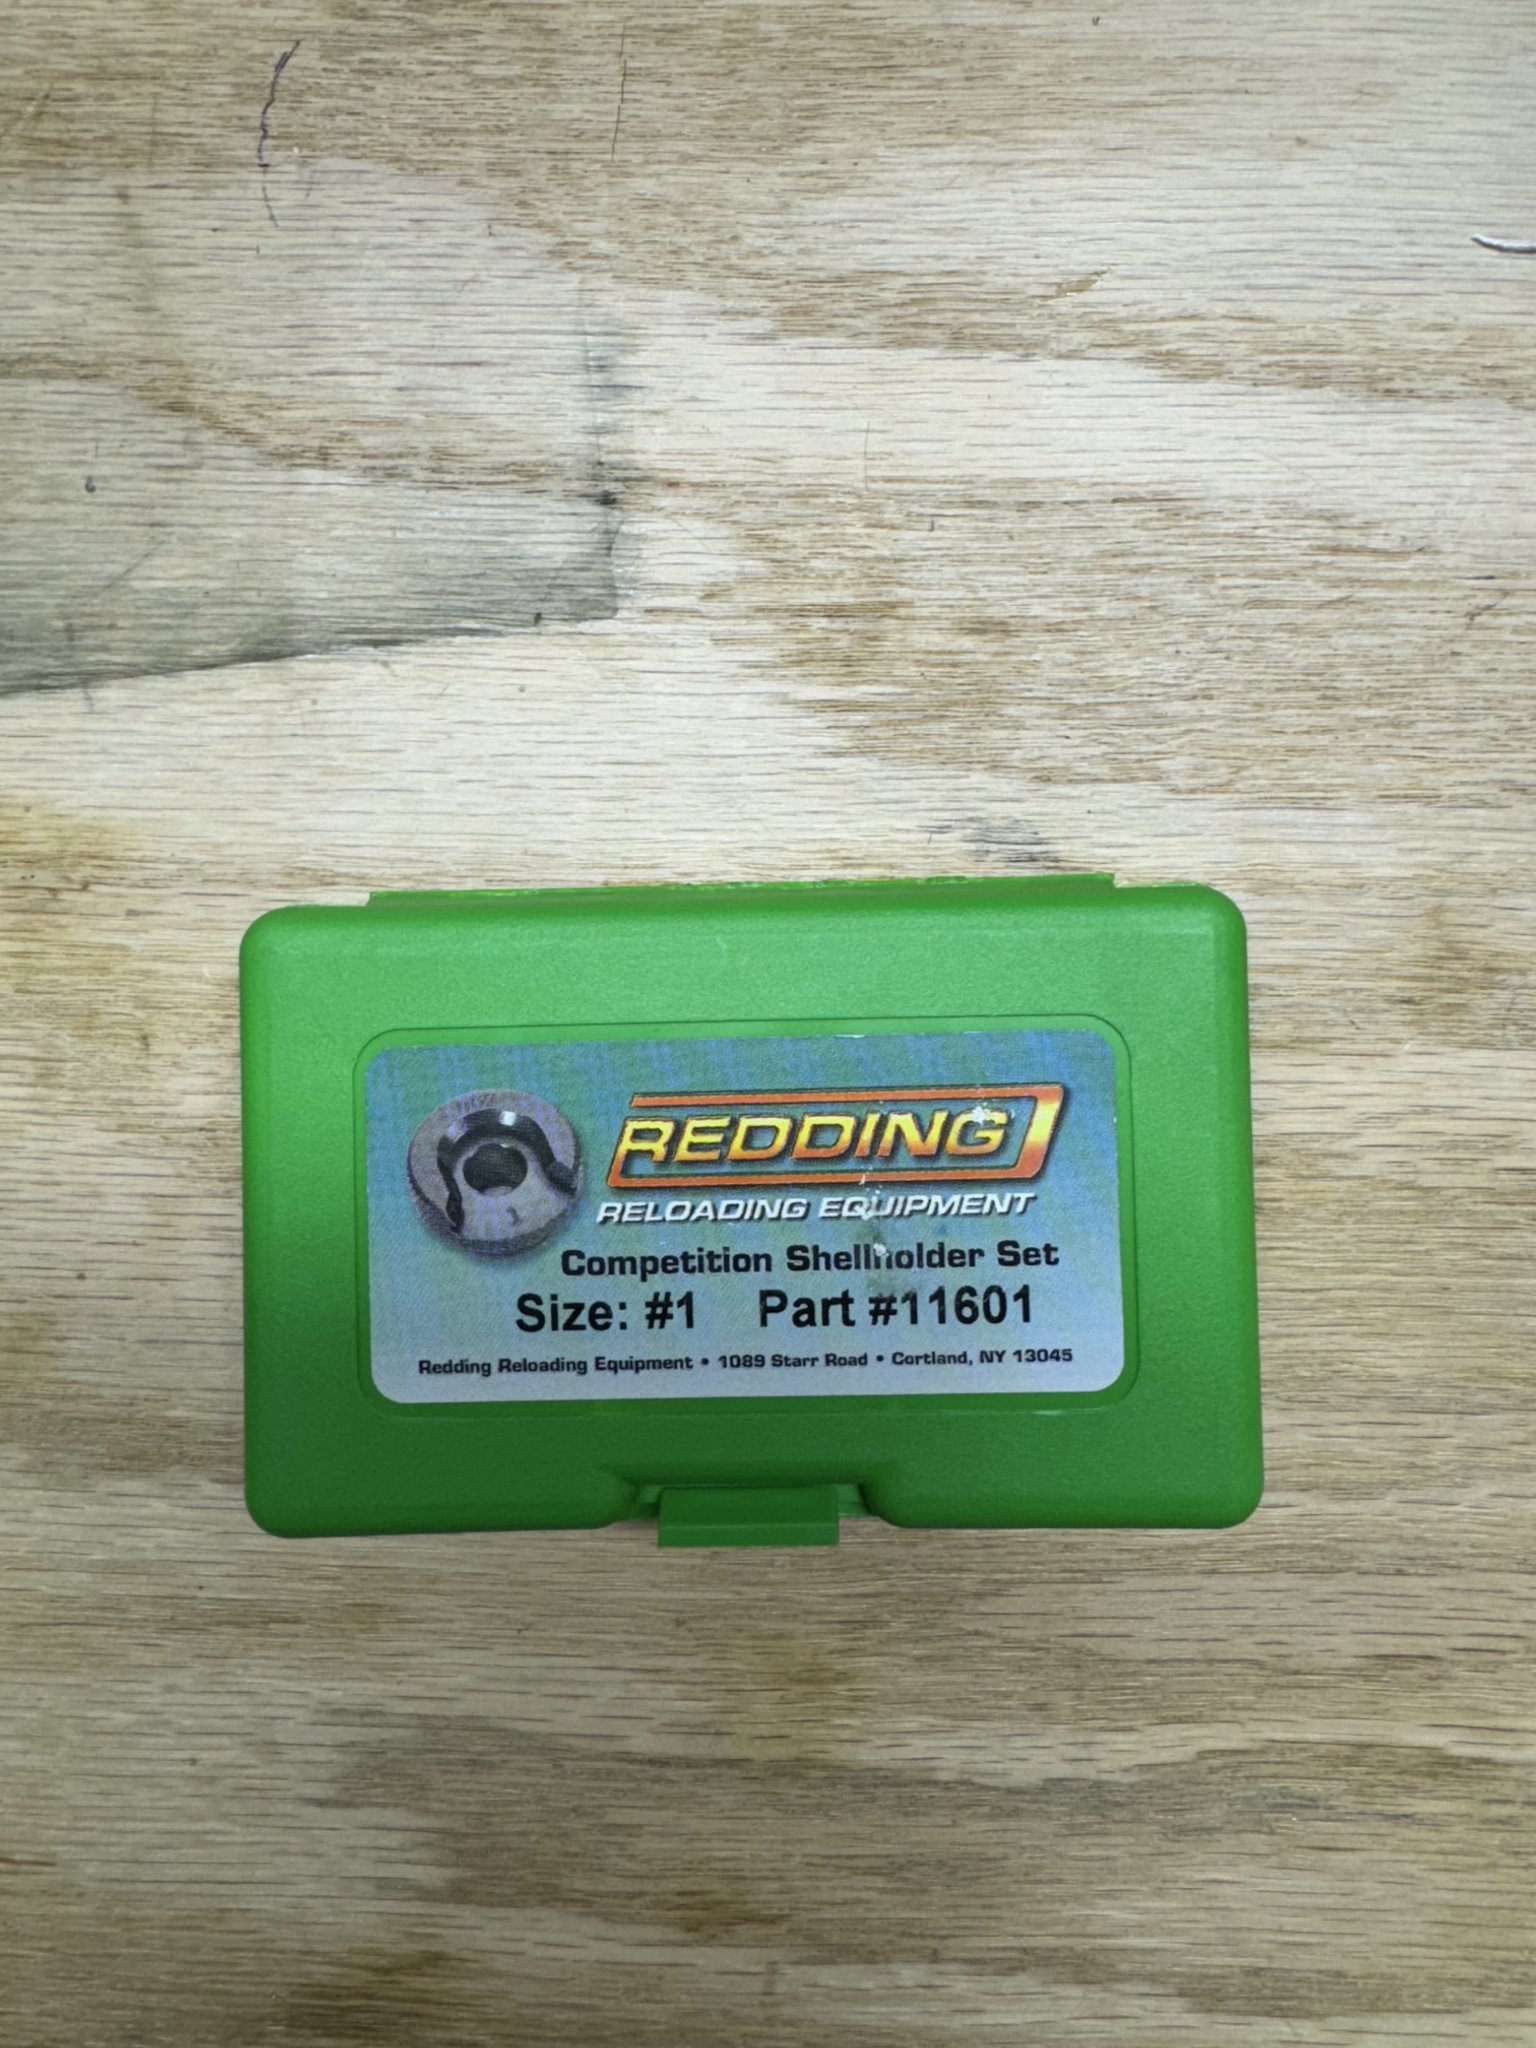 REDDING
RELOADING EQUIPMENT
Competition Shellholder Set
Size: #1 Part #11601
Redding Reloading Equipment • 1089 Starr Road • Cortland, NY 13045
1